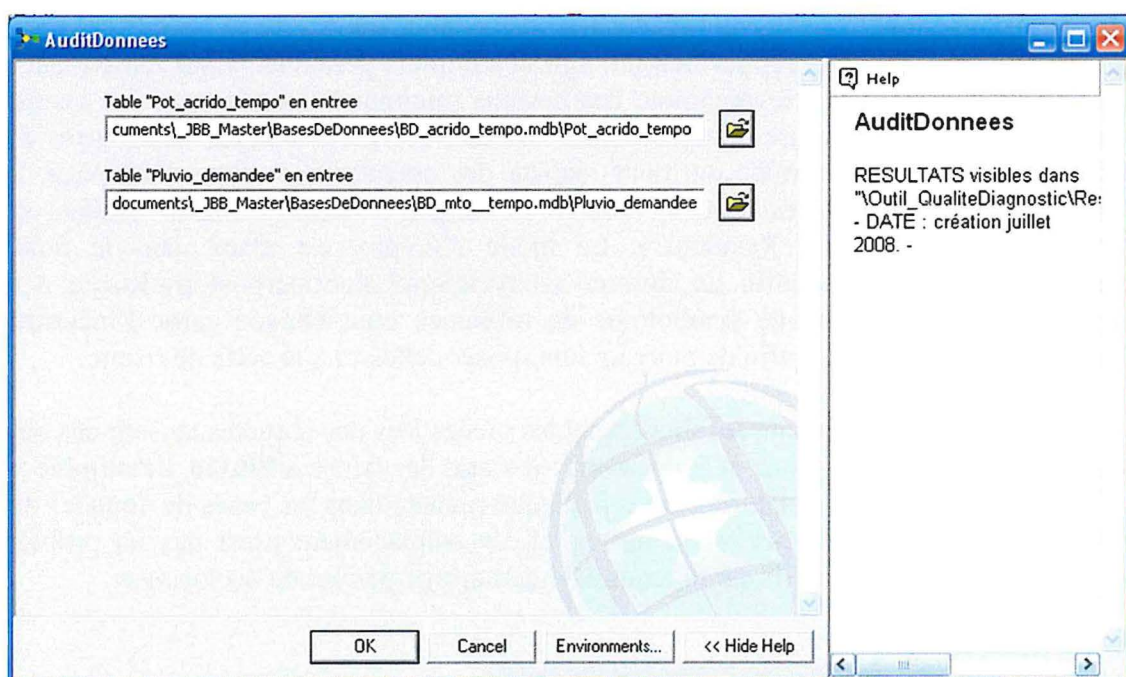 AuditDonnees
Table "Pot_acrido_tempo" en entree
cuments\_JBB_Master\BasesDeDonnees\BD_acrido_tempo.mdb\Pot_acrido_tempo
Table "Pluvio_demandee" en entree
documents\_JBB_Master\BasesDeDonnees\BD_mto__tempo.mdb\Pluvio_demandee
OK
Cancel
Environments...
<< Hide Help
Help
AuditDonnees
RESULTATS visibles dans
"\Outil_QualiteDiagnostic\Re
- DATE : création juillet
2008. -